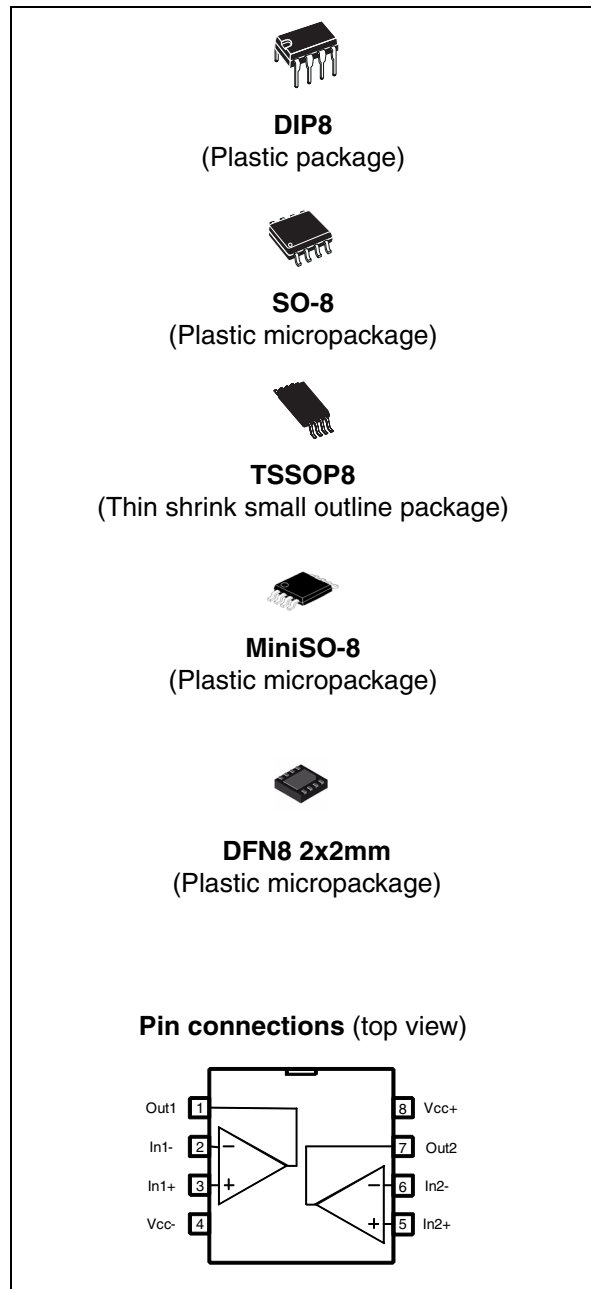 DIP8
(Plastic package)
SO-8
(Plastic micropackage)
TSSOP8
(Thin shrink small outline package)
MiniSO-8
(Plastic micropackage)
DFN8 2x2mm
(Plastic micropackage)
Pin connections (top view)
Out1 1 8 Vcc+
In1- 2 − 7 Out2
In1+ 3 + − 6 In2-
Vcc- 4 + 5 In2+